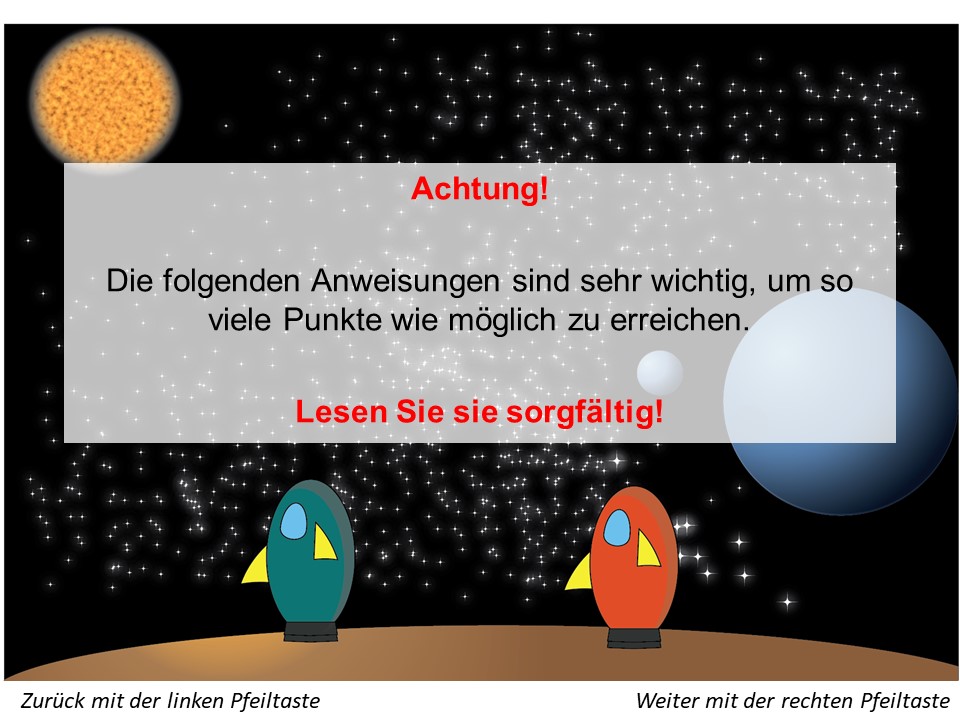 Achtung!
Die folgenden Anweisungen sind sehr wichtig, um so
viele Punkte wie möglich zu erreichen.
Lesen Sie sie sorgfältig!
Zurück mit der linken Pfeiltaste
Weiter mit der rechten Pfeiltaste